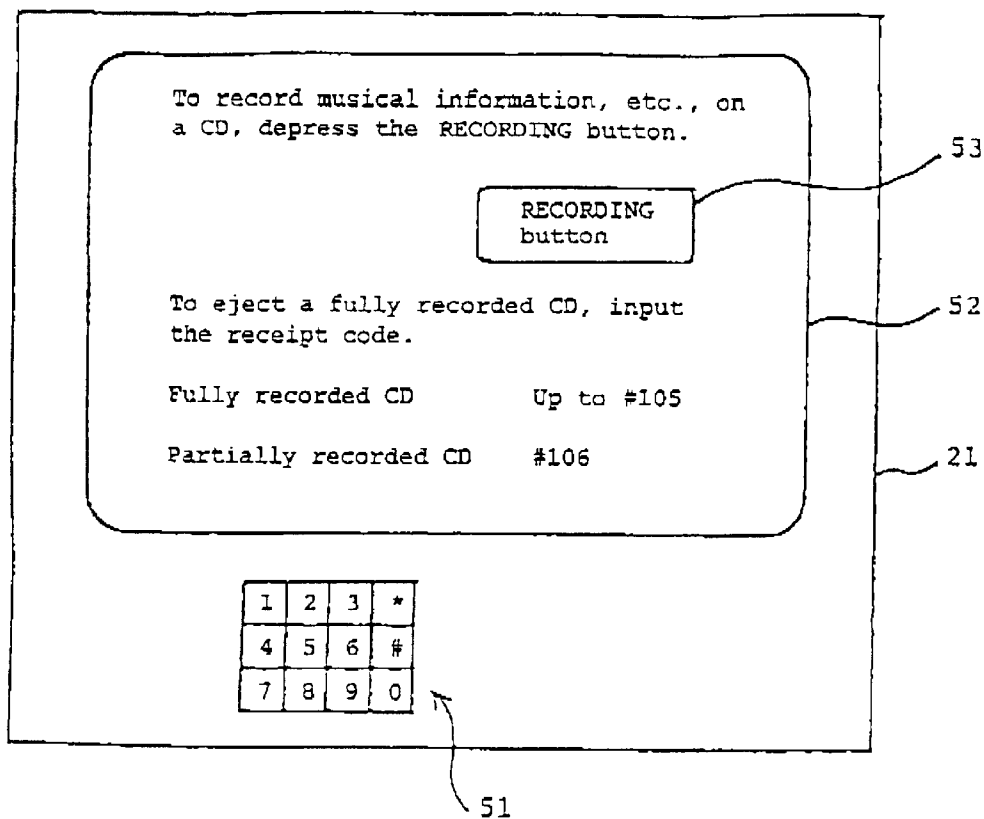 To record musical information, etc., on
a CD, depress the RECORDING button.
53
RECORDING
button
To eject a fully recorded CD, input
the receipt code.
52
Fully recorded CD Up to #105
Partially recorded CD #106
21
1 2 3 *
4 5 6 #
7 8 9 0
51